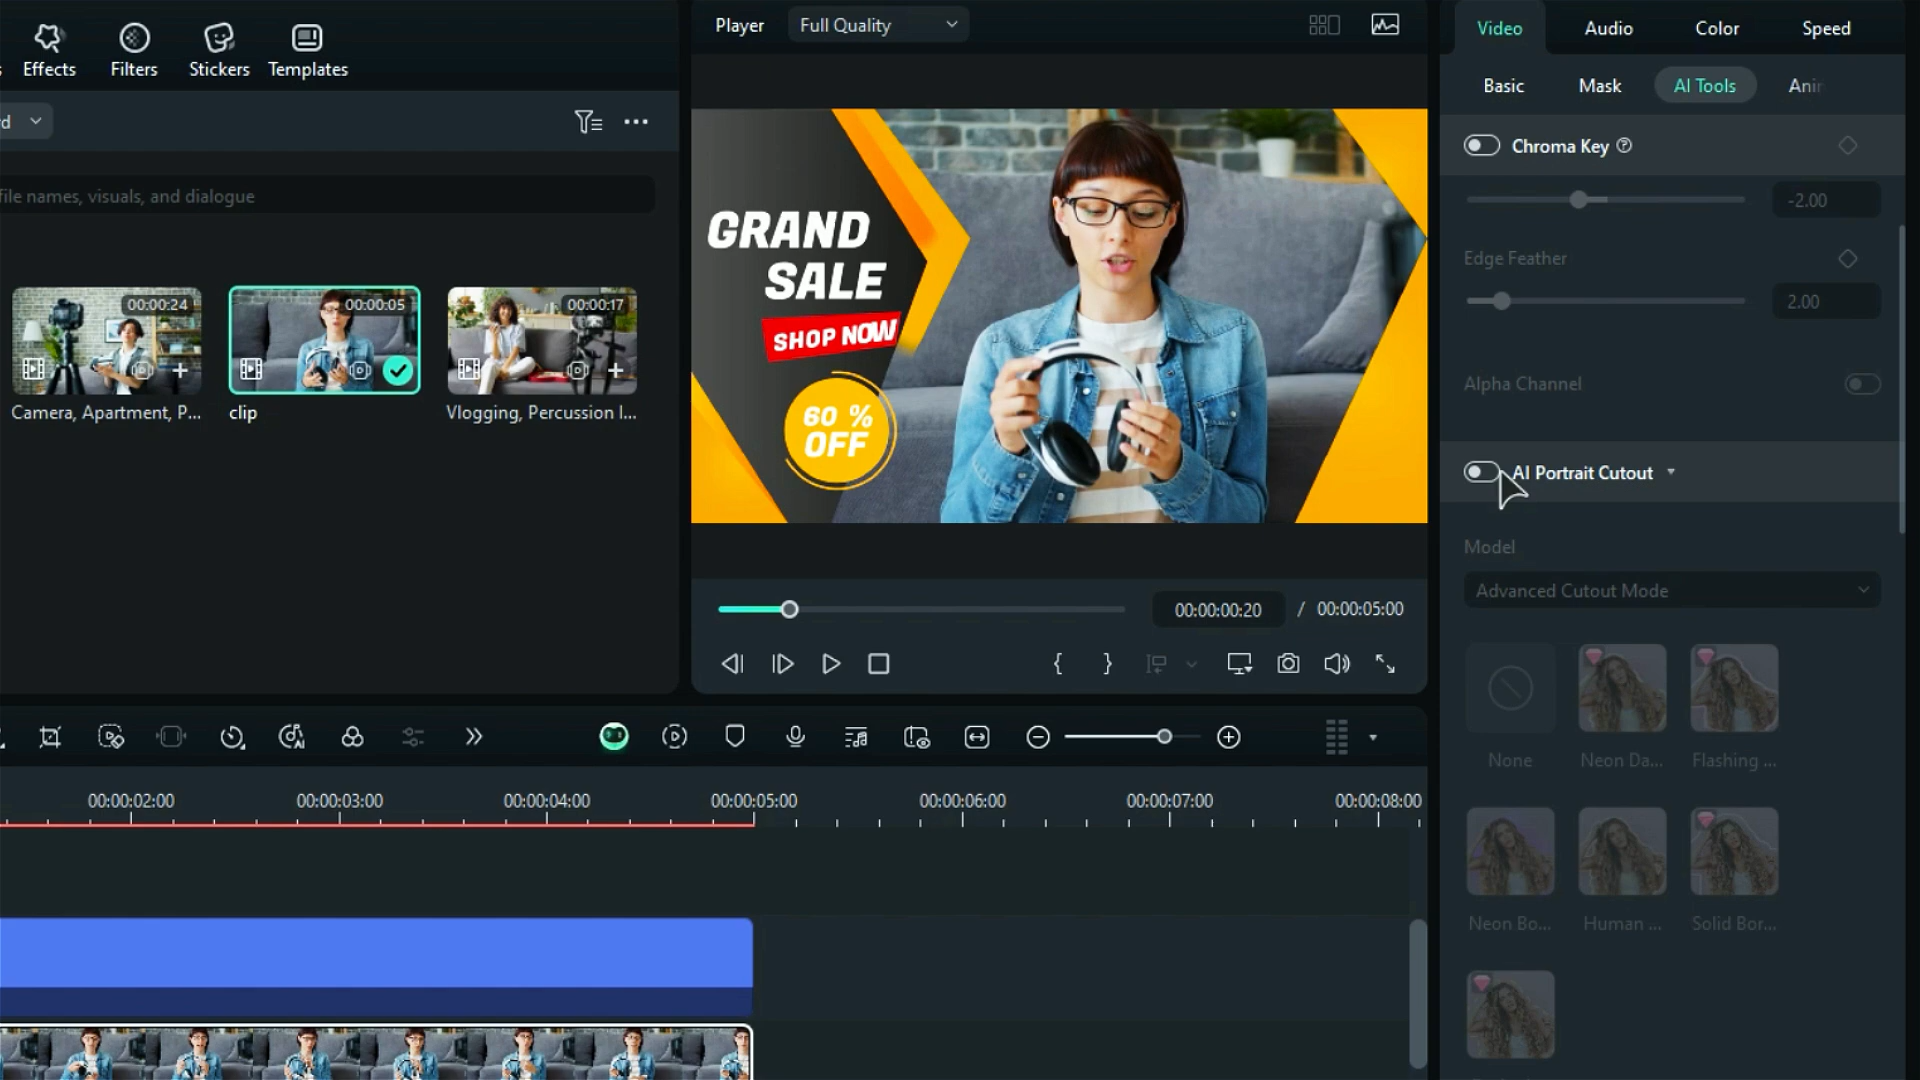 Effects
Filters
Stickers
Templates
file names, visuals, and dialogue
00:00:24
Camera, Apartment, P...
00:00:05
clip
00:00:17
Vlogging, Percussion I...
Player
Full Quality
GRAND
SALE
SHOP NOW
60 %
OFF
00:00:00:20 / 00:00:05:00
Video
Audio
Color
Speed
Basic
Mask
AI Tools
Ani
Chroma Key
-2.00
Edge Feather
2.00
Alpha Channel
AI Portrait Cutout
Model
Advanced Cutout Mode
None
Neon Da...
Flashing ...
Neon Bo...
Human ...
Solid Bor...
00:00:02:00
00:00:03:00
00:00:04:00
00:00:05:00
00:00:06:00
00:00:07:00
00:00:08:00